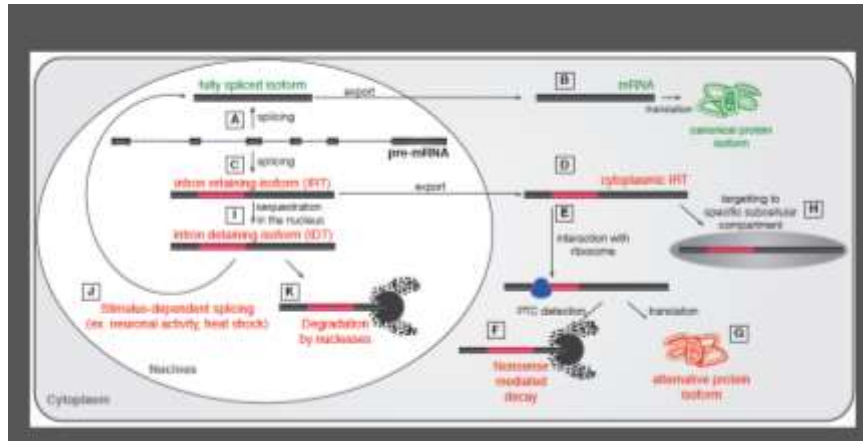 fully spliced isoform
export
B
mRNA
translation
canonical protein
isoform
A
splicing
pre-mRNA
C
splicing
intron retaining isoform (IRT)
export
D
cytoplasmic IRT
I
sequestration
in the nucleus
intron detaining isoform (IDT)
E
interaction with
ribosome
targetting to
specific subcellular
compartment
H
J
Stimulus-dependent splicing
(ex. neuronal activity, heat shock)
K
Degradation
by nucleases
PTC detection
translation
F
Nonsense
mediated
decay
G
alternative protein
isoform
Nucleus
Cytoplasm